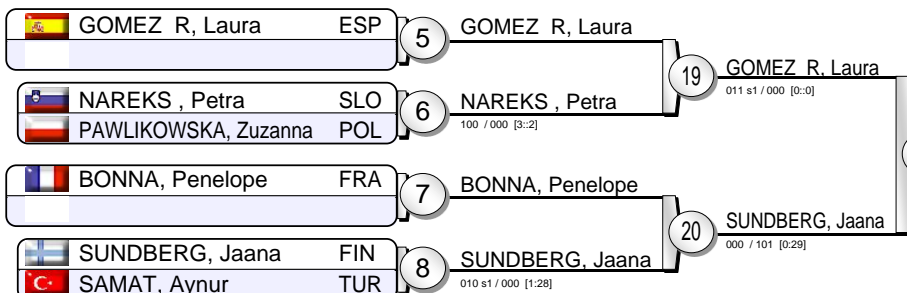 GOMEZ R, Laura ESP
5
GOMEZ R, Laura
19
GOMEZ R, Laura
011 s1 / 000 [0::0]
NAREKS , Petra SLO
PAWLIKOWSKA, Zuzanna POL
6
NAREKS , Petra
100 / 000 [3::2]
BONNA, Penelope FRA
7
BONNA, Penelope
20
SUNDBERG, Jaana
000 / 101 [0:29]
SUNDBERG, Jaana FIN
SAMAT, Aynur TUR
8
SUNDBERG, Jaana
010 s1 / 000 [1:28]